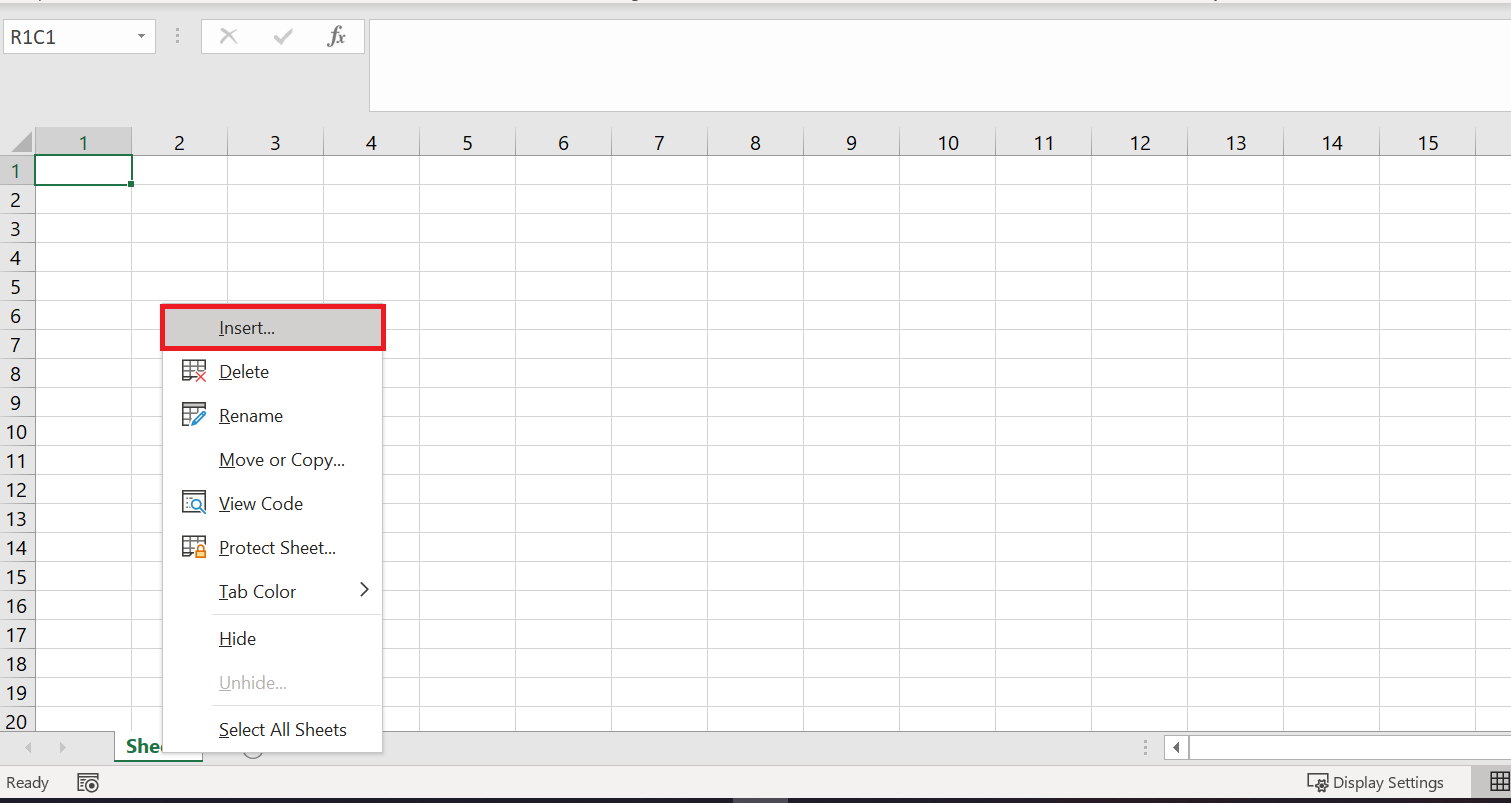 R1C1
fx
1 2 3 4 5 6 7 8 9 10 11 12 13 14 15
1
2
3
4
5
6
7
8
9
10
11
12
13
14
15
16
17
18
19
20
Insert...
Delete
Rename
Move or Copy...
View Code
Protect Sheet...
Tab Color
Hide
Unhide...
Select All Sheets
Shee
Ready
Display Settings